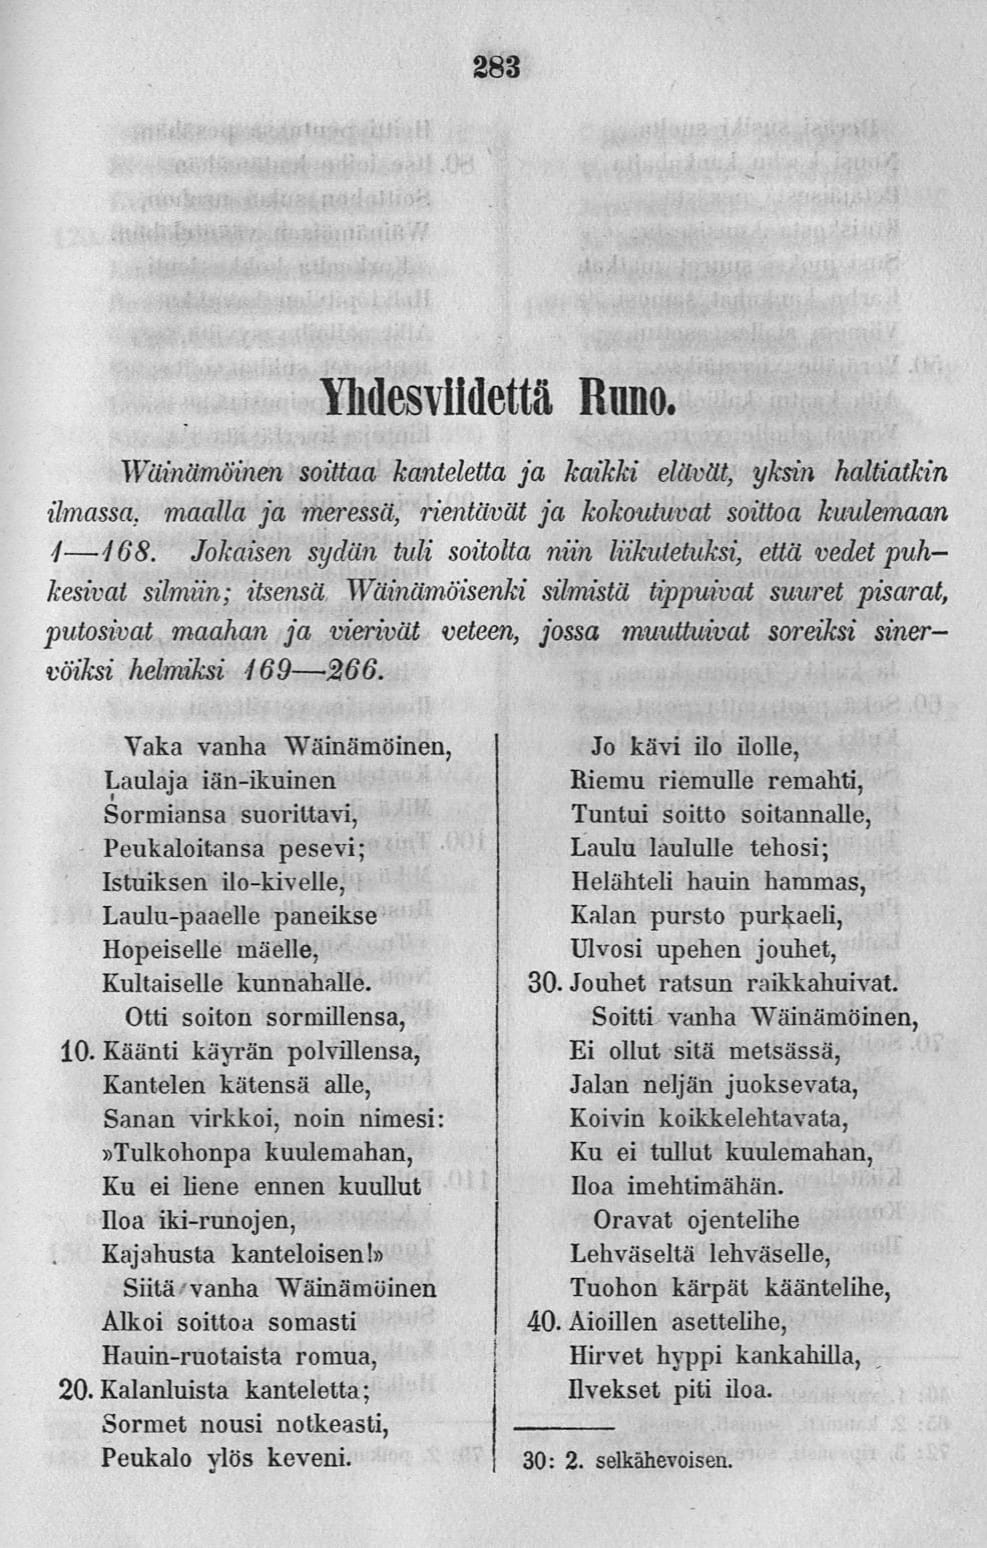 283
Yhdesviidettä Runo.
Wäinämöinen soittaa kanteletta ja kaikki elävät, yksin haltiatkin
ilmassa, maalla ja meressä, rientävät ja kokoutuvat soittoa kuulemaan
1—168. Jokaisen sydän tuli soitolta niin liikutetuksi, että vedet puh-
kesivat silmiin; itsensä Wäinämöisenki silmistä tippuivat suuret pisarat,
putosivat maahan ja vierivät veteen, jossa muuttuivat soreiksi siner-
vöiksi helmiksi 169—266.
Vaka vanha Wäinämöinen,
Laulaja iän-ikuinen
Sormiansa suorittavi,
Peukaloitansa pesevi;
Istuiksen ilo-kivelle,
Laulu-paaelle paneikse
Hopeiselle mäelle,
Kultaiselle kunnahalle.
Otti soiton sormillensa,
10. Käänti käyrän polvillensa,
Kantelen kätensä alle,
Sanan virkkoi, noin nimesi:
»Tulkohonpa kuulemahan,
Ku ei liene ennen kuullut
Iloa iki-runojen,
Kajahusta kanteloisen!»
Siitä vanha Wäinämöinen
Alkoi soittoa somasti
Hauin-ruotaista romua,
20. Kalanluista kanteletta;
Sormet nousi notkeasti,
Peukalo ylös keveni.
Jo kävi ilo ilolle,
Riemu riemulle remahti,
Tuntui soitto soitannalle,
Laulu laululle tehosi;
Helähteli hauin hammas,
Kalan pursto purkaeli,
Ulvosi upehen jouhet,
30. Jouhet ratsun raikkahuivat.
Soitti vanha Wäinämöinen,
Ei ollut sitä metsässä,
Jalan neljän juoksevata,
Koivin koikkelehtavata,
Ku ei tullut kuulemahan,
Iloa imehtimähän.
Oravat ojentelihe
Lehväseltä lehväselle,
Tuohon kärpät kääntelihe,
40. Aioillen asettelihe,
Hirvet hyppi kankahilla,
Ilvekset piti iloa.
30: 2. selkähevoisen.